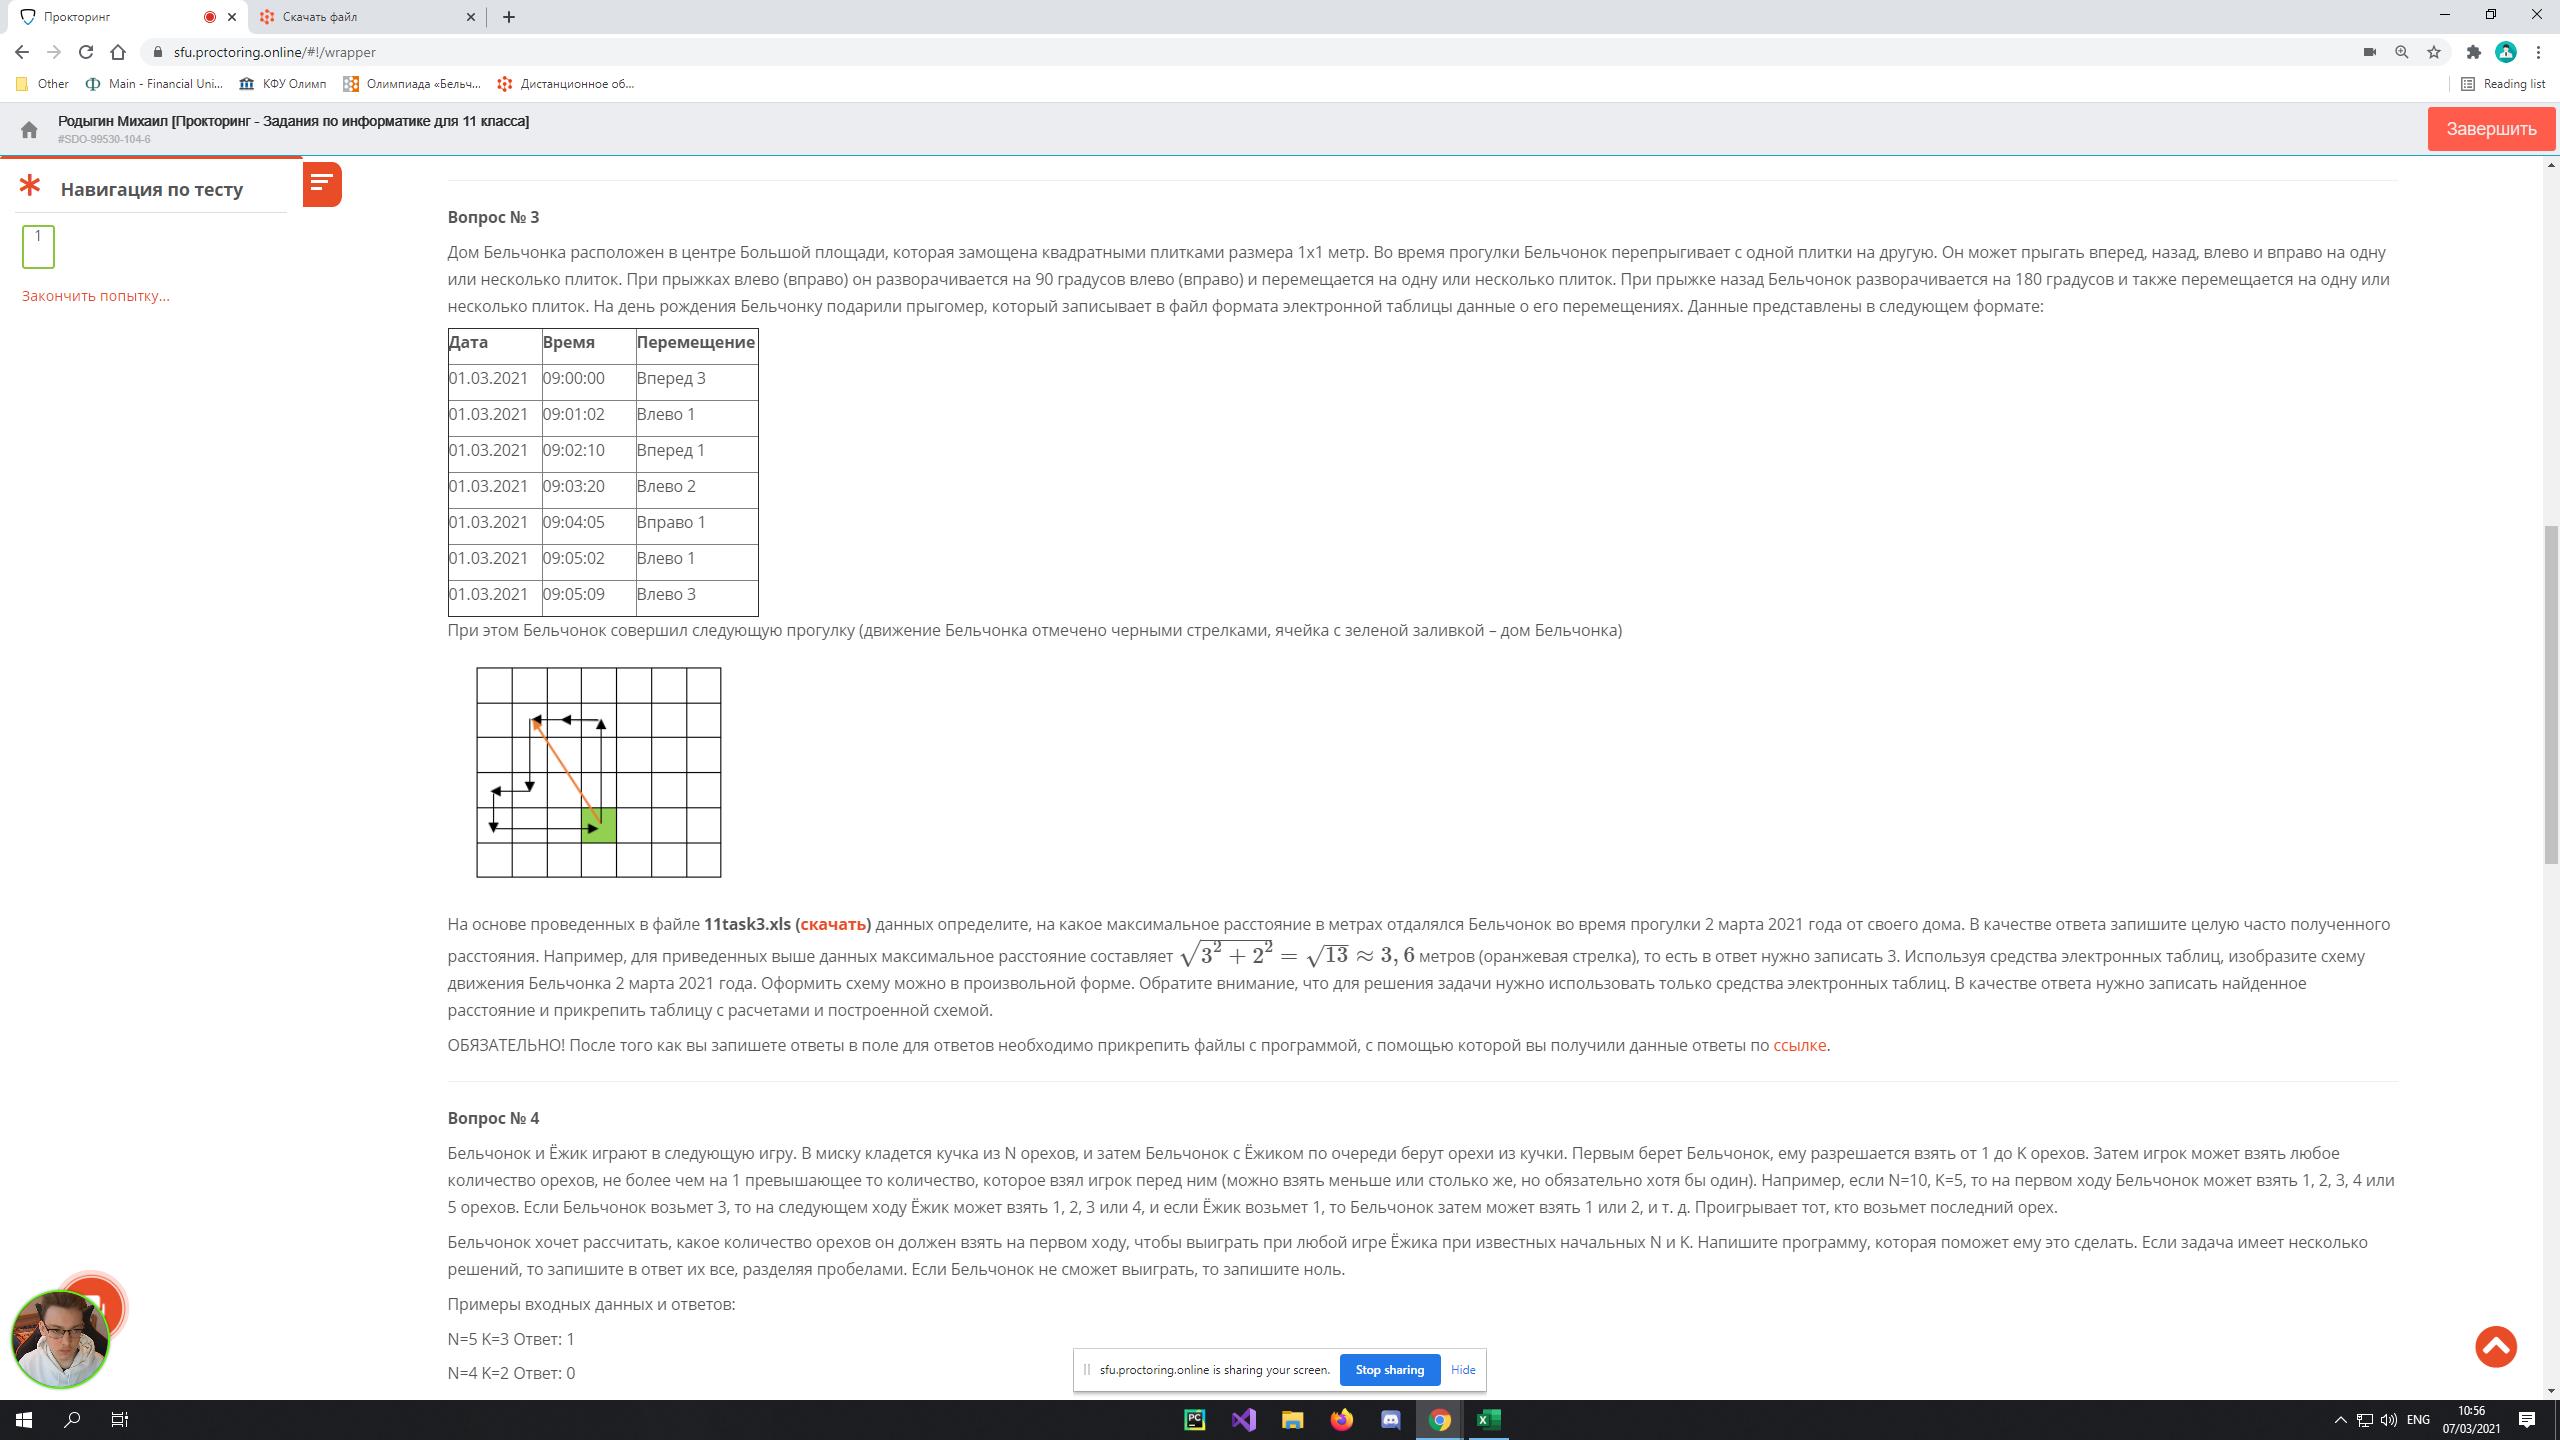 Прокторинг
Скачать файл
sfu.proctoring.online/#!/wrapper
Other
Main - Financial Uni...
КФУ Олимп
Олимпиада «Бельч...
Дистанционное об...
Reading list
Родыгин Михаил [Прокторинг - Задания по информатике для 11 класса]
#SDO-99530-104-6
Завершить
Навигация по тесту
1
Закончить попытку...
Вопрос № 3
Дом Бельчонка расположен в центре Большой площади, которая замощена квадратными плитками размера 1х1 метр. Во время прогулки Бельчонок перепрыгивает с одной плитки на другую. Он может прыгать вперед, назад, влево и вправо на одну
или несколько плиток. При прыжках влево (вправо) он разворачивается на 90 градусов влево (вправо) и перемещается на одну или несколько плиток. При прыжке назад Бельчонок разворачивается на 180 градусов и также перемещается на одну или
несколько плиток. На день рождения Бельчонку подарили прыгомер, который записывает в файл формата электронной таблицы данные о его перемещениях. Данные представлены в следующем формате:
Дата Время Перемещение
01.03.2021 09:00:00 Вперед 3
01.03.2021 09:01:02 Влево 1
01.03.2021 09:02:10 Вперед 1
01.03.2021 09:03:20 Влево 2
01.03.2021 09:04:05 Вправо 1
01.03.2021 09:05:02 Влево 1
01.03.2021 09:05:09 Влево 3
При этом Бельчонок совершил следующую прогулку (движение Бельчонка отмечено черными стрелками, ячейка с зеленой заливкой – дом Бельчонка)
На основе проведенных в файле 11task3.xls (скачать) данных определите, на какое максимальное расстояние в метрах отдалялся Бельчонок во время прогулки 2 марта 2021 года от своего дома. В качестве ответа запишите целую часто полученного
расстояния. Например, для приведенных выше данных максимальное расстояние составляет √(3² + 2²) = √13 ≈ 3, 6 метров (оранжевая стрелка), то есть в ответ нужно записать 3. Используя средства электронных таблиц, изобразите схему
движения Бельчонка 2 марта 2021 года. Оформить схему можно в произвольной форме. Обратите внимание, что для решения задачи нужно использовать только средства электронных таблиц. В качестве ответа нужно записать найденное
расстояние и прикрепить таблицу с расчетами и построенной схемой.
ОБЯЗАТЕЛЬНО! После того как вы запишете ответы в поле для ответов необходимо прикрепить файлы с программой, с помощью которой вы получили данные ответы по ссылке.
Вопрос № 4
Бельчонок и Ёжик играют в следующую игру. В миску кладется кучка из N орехов, и затем Бельчонок с Ёжиком по очереди берут орехи из кучки. Первым берет Бельчонок, ему разрешается взять от 1 до K орехов. Затем игрок может взять любое
количество орехов, не более чем на 1 превышающее то количество, которое взял игрок перед ним (можно взять меньше или столько же, но обязательно хотя бы один). Например, если N=10, K=5, то на первом ходу Бельчонок может взять 1, 2, 3, 4 или
5 орехов. Если Бельчонок возьмет 3, то на следующем ходу Ёжик может взять 1, 2, 3 или 4, и если Ёжик возьмет 1, то Бельчонок затем может взять 1 или 2, и т. д. Проигрывает тот, кто возьмет последний орех.
Бельчонок хочет рассчитать, какое количество орехов он должен взять на первом ходу, чтобы выиграть при любой игре Ёжика при известных начальных N и K. Напишите программу, которая поможет ему это сделать. Если задача имеет несколько
решений, то запишите в ответ их все, разделяя пробелами. Если Бельчонок не сможет выиграть, то запишите ноль.
Примеры входных данных и ответов:
N=5 K=3 Ответ: 1
N=4 K=2 Ответ: 0
sfu.proctoring.online is sharing your screen.
Stop sharing
Hide
PC
ENG
10:56
07/03/2021